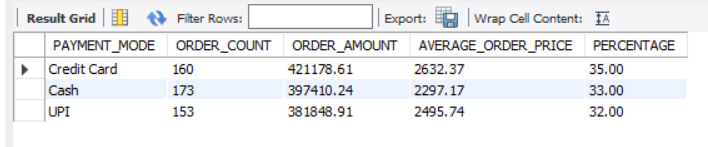 Result Grid Filter Rows: Export: Wrap Cell Content: IA
PAYMENT_MODE ORDER_COUNT ORDER_AMOUNT AVERAGE_ORDER_PRICE PERCENTAGE
Credit Card 160 421178.61 2632.37 35.00
Cash 173 397410.24 2297.17 33.00
UPI 153 381848.91 2495.74 32.00